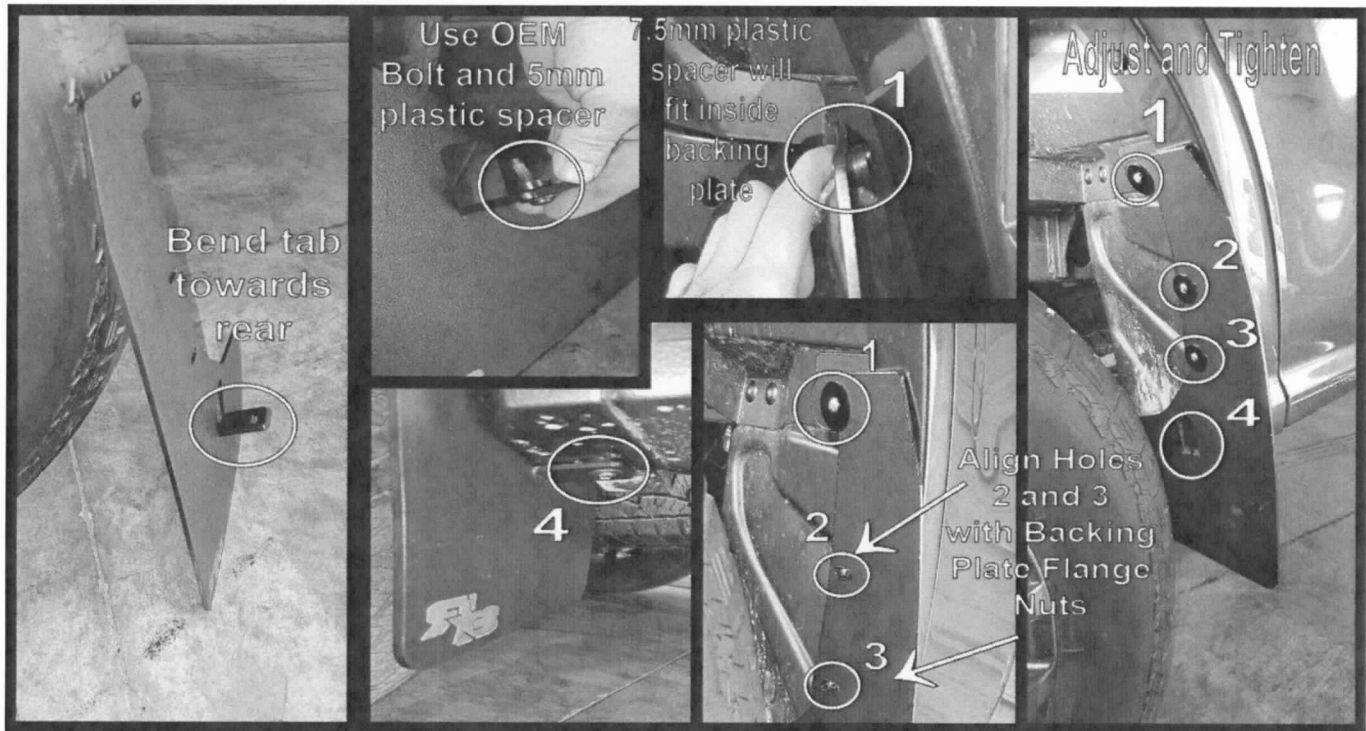 Bend tab
towards
rear
Use OEM
Bolt and 5mm
plastic spacer
7.5mm plastic
spacer will
fit inside
backing
plate
1
4
1
2
3
Align Holes
2 and 3
with Backing
Plate Flange
Nuts
Adjust and Tighten
1
2
3
4